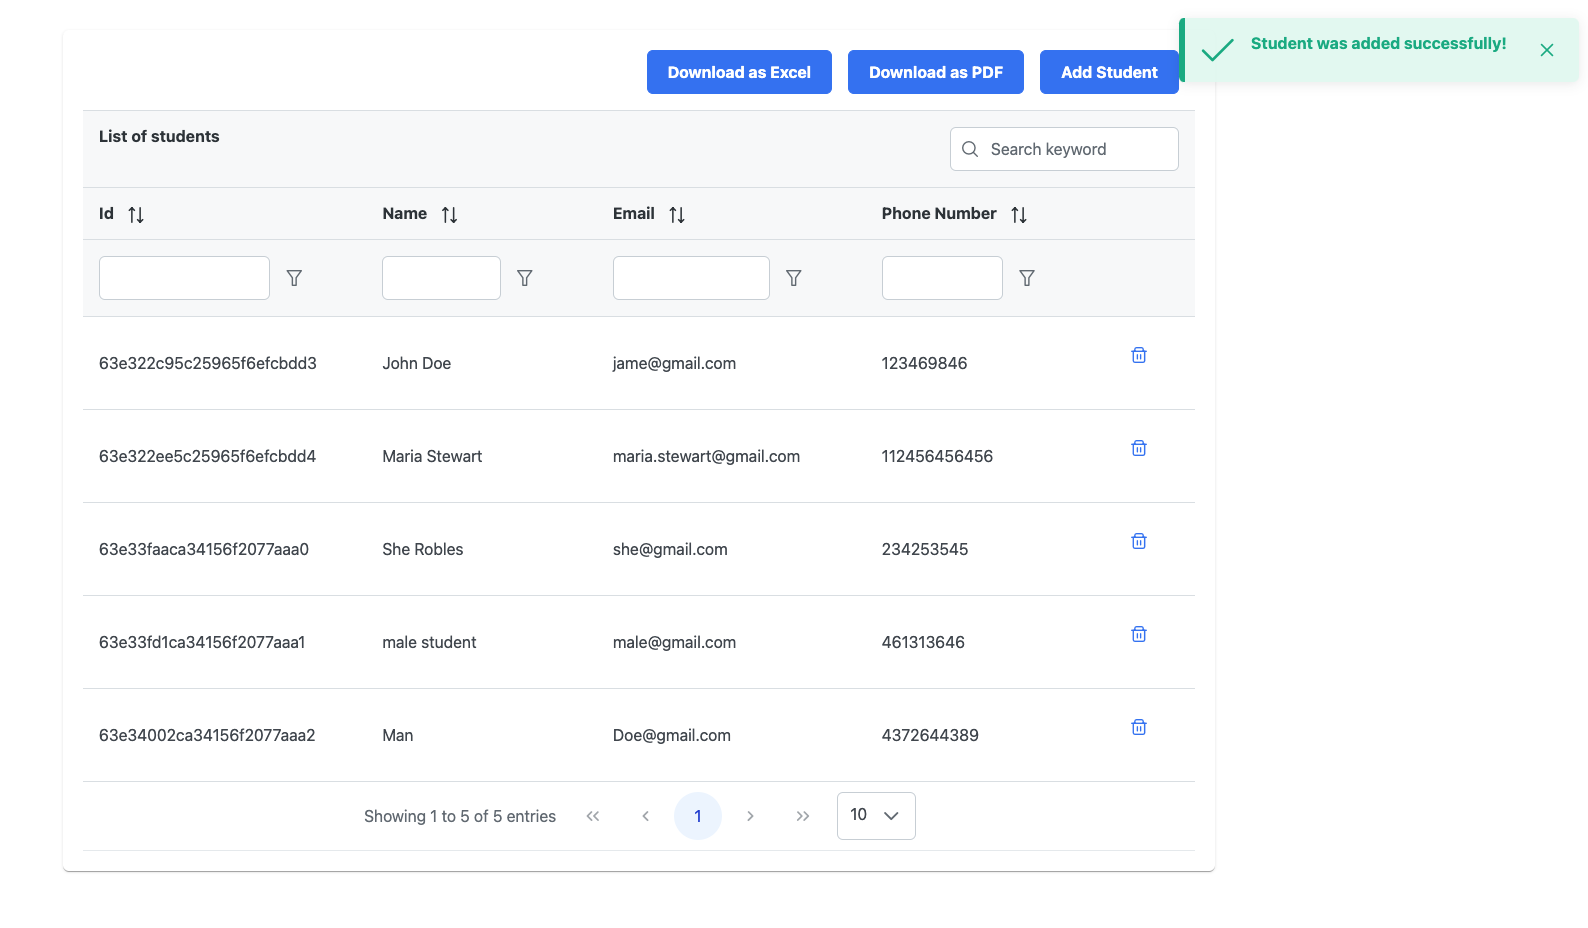 Student was added successfully!
Download as Excel Download as PDF Add Student
List of students
Search keyword
Id Name Email Phone Number
63e322c95c25965f6efcbdd3 John Doe jame@gmail.com 123469846
63e322ee5c25965f6efcbdd4 Maria Stewart maria.stewart@gmail.com 112456456456
63e33faaca34156f2077aaa0 She Robles she@gmail.com 234253545
63e33fd1ca34156f2077aaa1 male student male@gmail.com 461313646
63e34002ca34156f2077aaa2 Man Doe@gmail.com 4372644389
Showing 1 to 5 of 5 entries 1 10